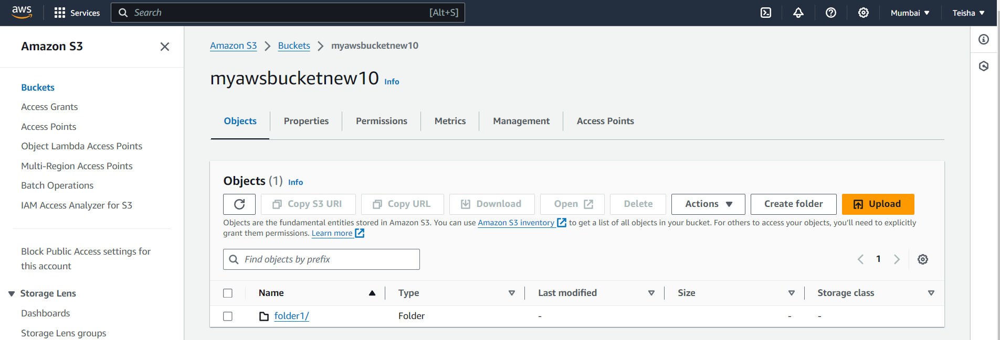 aws Services Search [Alt+S] Mumbai Teisha
Amazon S3
Buckets
Access Grants
Access Points
Object Lambda Access Points
Multi-Region Access Points
Batch Operations
IAM Access Analyzer for S3
Block Public Access settings for
this account
Storage Lens
Dashboards
Storage Lens groups
Amazon S3 Buckets myawsbucketnew10
myawsbucketnew10 Info
Objects Properties Permissions Metrics Management Access Points
Objects (1) Info
Copy S3 URI Copy URL Download Open Delete Actions Create folder Upload
Objects are the fundamental entities stored in Amazon S3. You can use Amazon S3 inventory to get a list of all objects in your bucket. For others to access your objects, you'll need to explicitly
grant them permissions. Learn more
Find objects by prefix 1
Name Type Last modified Size Storage class
folder1/ Folder - - -